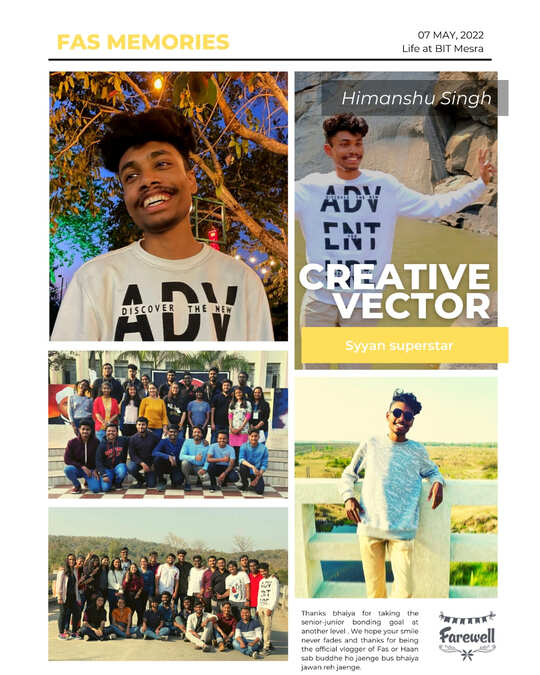 FAS MEMORIES
07 MAY, 2022
Life at BIT Mesra
Himanshu Singh
ADV
DISCOVER THE NEW
ENT
CREATIVE
VECTOR
Syyan superstar
ADV
DISCOVER THE NEW
Thanks bhaiya for taking the
senior-junior bonding goal at
another level . We hope your smile
never fades and thanks for being
the official vlogger of Fas or Haan
sab buddhe ho jaenge bus bhaiya
jawan reh jaenge.
Farewell